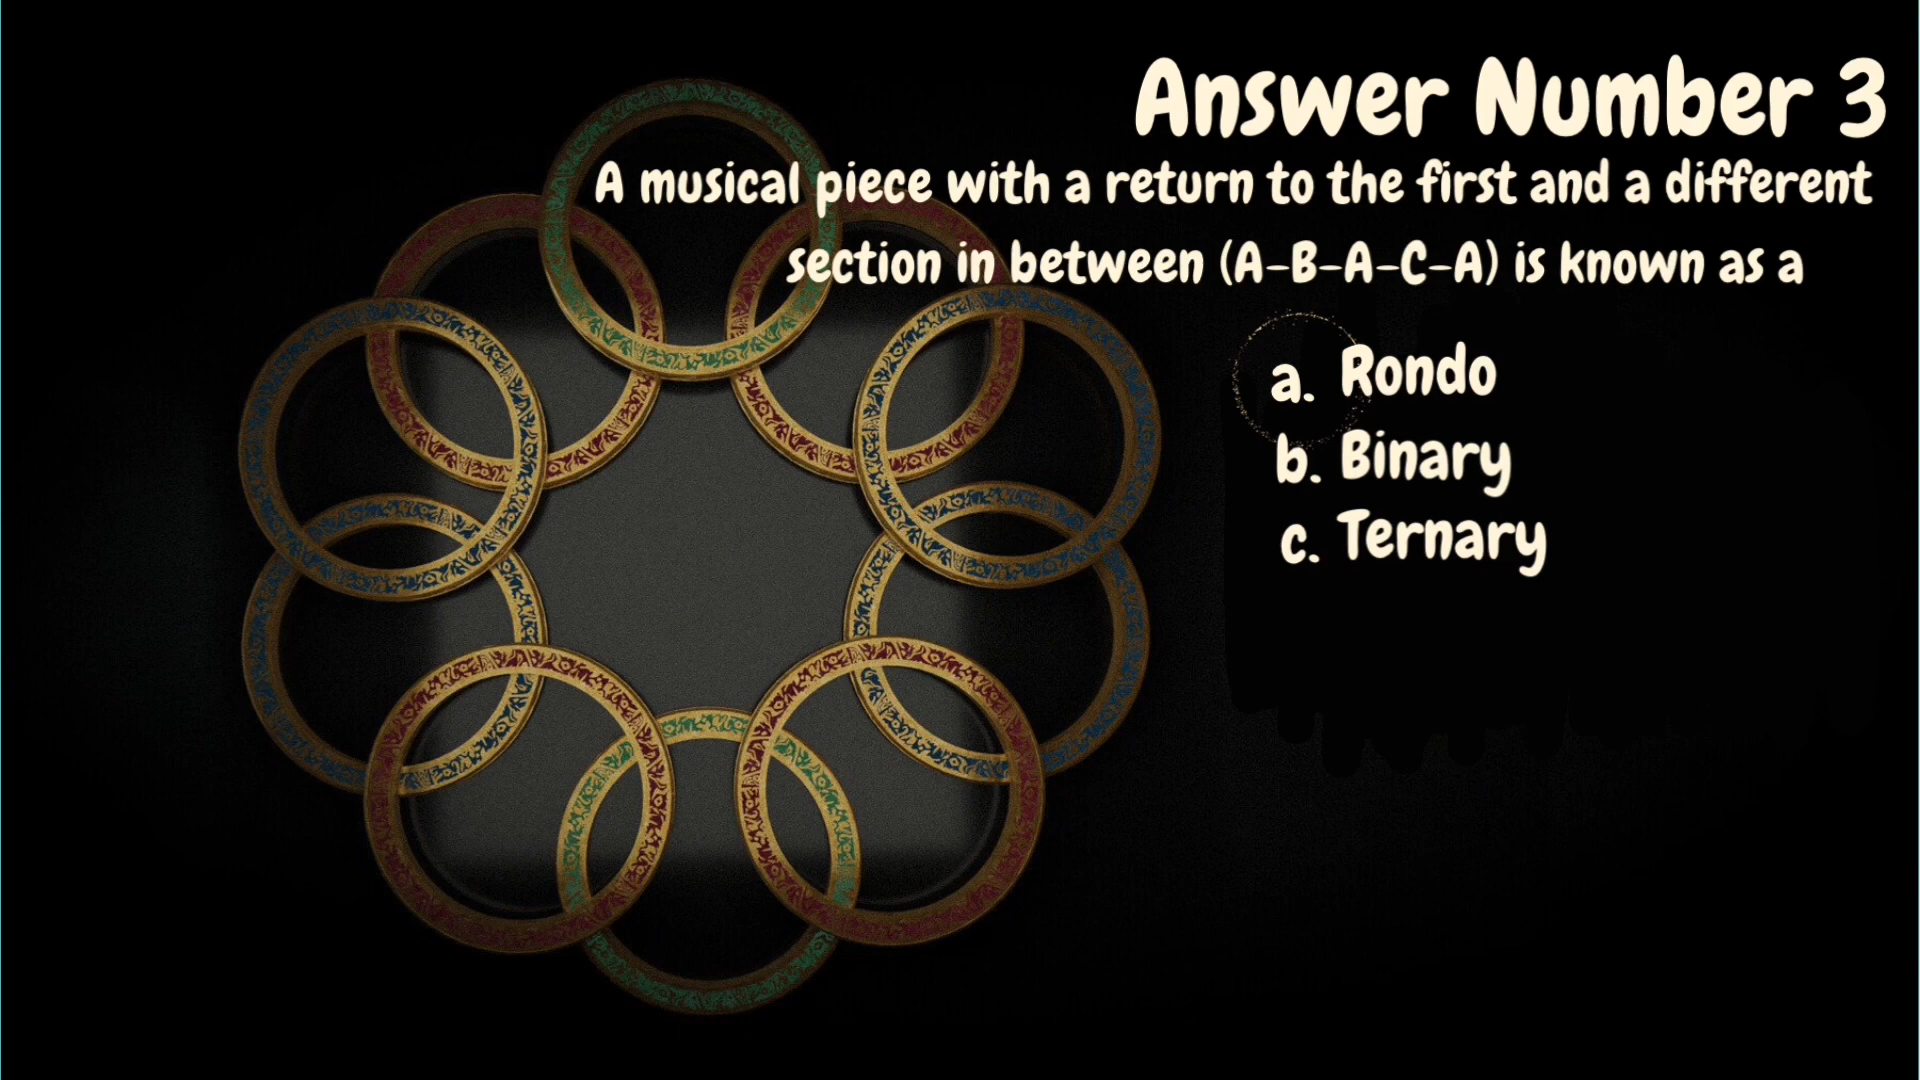 Answer Number 3
A musical piece with a return to the first and a different
section in between (A-B-A-C-A) is known as a
a. Rondo
b. Binary
c. Ternary